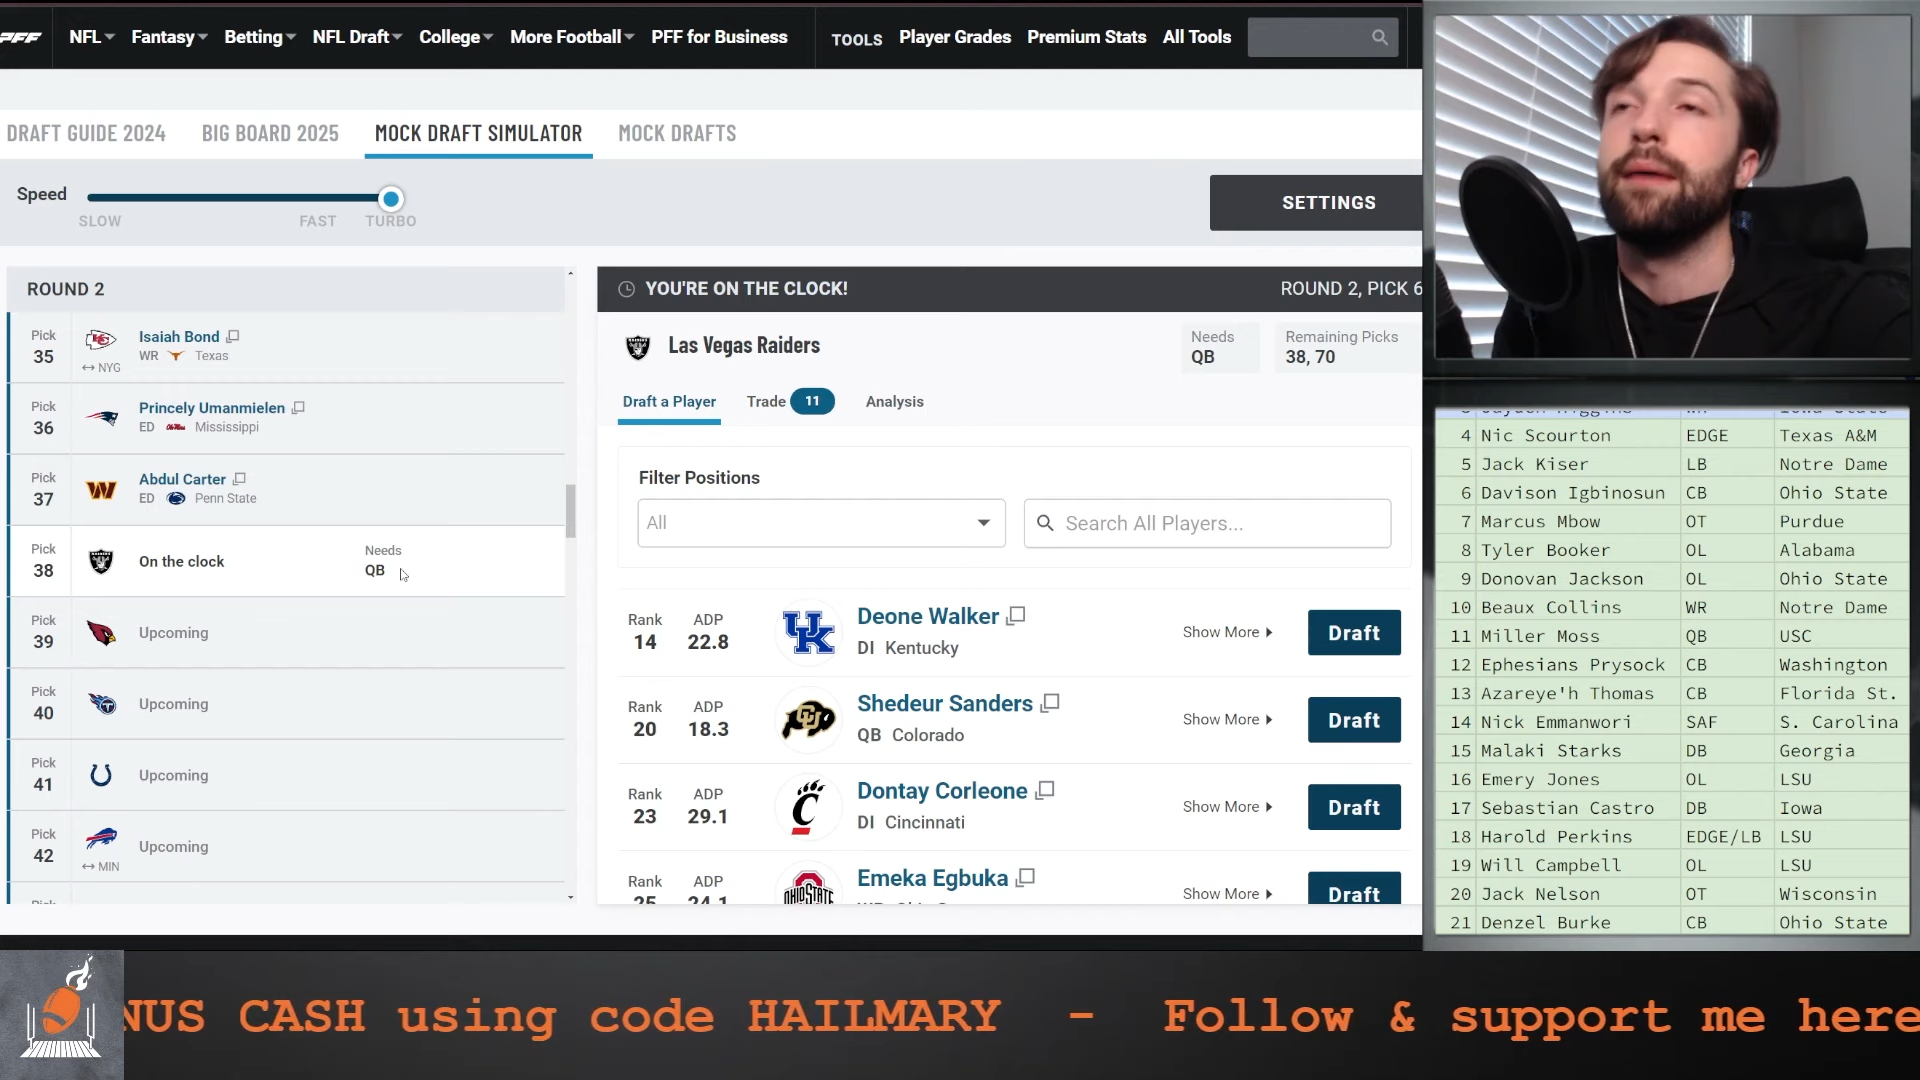 PFF
NFL
Fantasy
Betting
NFL Draft
College
More Football
PFF for Business
TOOLS
Player Grades
Premium Stats
All Tools
DRAFT GUIDE 2024
BIG BOARD 2025
MOCK DRAFT SIMULATOR
MOCK DRAFTS
Speed
SLOW
FAST
TURBO
SETTINGS
ROUND 2
Pick 35
NYG
Isaiah Bond
WR Texas
Pick 36
Princely Umanmielen
ED Mississippi
Pick 37
Abdul Carter
ED Penn State
Pick 38
On the clock
Needs
QB
Pick 39
Upcoming
Pick 40
Upcoming
Pick 41
Upcoming
Pick 42
MIN
Upcoming
YOU'RE ON THE CLOCK!
ROUND 2, PICK 6
RAIDERS
Las Vegas Raiders
Needs
QB
Remaining Picks
38, 70
Draft a Player
Trade 11
Analysis
Filter Positions
All
Search All Players...
Rank 14
ADP 22.8
UK
Deone Walker
DI Kentucky
Show More
Draft
Rank 20
ADP 18.3
CU
Shedeur Sanders
QB Colorado
Show More
Draft
Rank 23
ADP 29.1
C
Dontay Corleone
DI Cincinnati
Show More
Draft
Rank 25
ADP 24.1
OHIO STATE
Emeka Egbuka
Show More
Draft
4 Nic Scourton EDGE Texas A&M
5 Jack Kiser LB Notre Dame
6 Davison Igbinosun CB Ohio State
7 Marcus Mbow OT Purdue
8 Tyler Booker OL Alabama
9 Donovan Jackson OL Ohio State
10 Beaux Collins WR Notre Dame
11 Miller Moss QB USC
12 Ephesians Prysock CB Washington
13 Azareye'h Thomas CB Florida St.
14 Nick Emmanwori SAF S. Carolina
15 Malaki Starks DB Georgia
16 Emery Jones OL LSU
17 Sebastian Castro DB Iowa
18 Harold Perkins EDGE/LB LSU
19 Will Campbell OL LSU
20 Jack Nelson OT Wisconsin
21 Denzel Burke CB Ohio State
NUS CASH using code HAILMARY - Follow & support me here